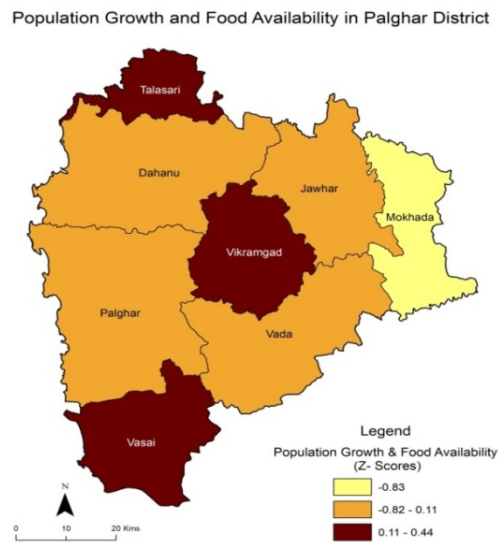 Population Growth and Food Availability in Palghar District
Talasari
Dahanu
Jawhar
Mokhada
Vikramgad
Palghar
Vada
Vasai
Legend
Population Growth & Food Availability
(Z- Scores)
-0.83
-0.82 - 0.11
0.11 - 0.44
N
0 10 20 Kms